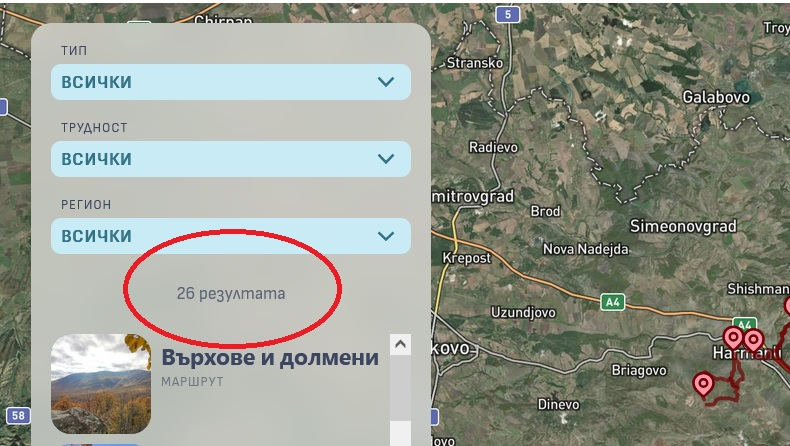 Chirpan
5
Troy
ТИП
ВСИЧКИ
Stransko
Galabovo
ТРУДНОСТ
ВСИЧКИ
Radievo
mitrovgrad
РЕГИОН
Brod
ВСИЧКИ
Simeonovgrad
Nova Nadejda
Krepost
26 резултата
Shishman
A4
Uzundjovo
A4
Върхове и долмени
kovo
Harmanli
МАРШРУТ
Briagovo
Dinevo
58